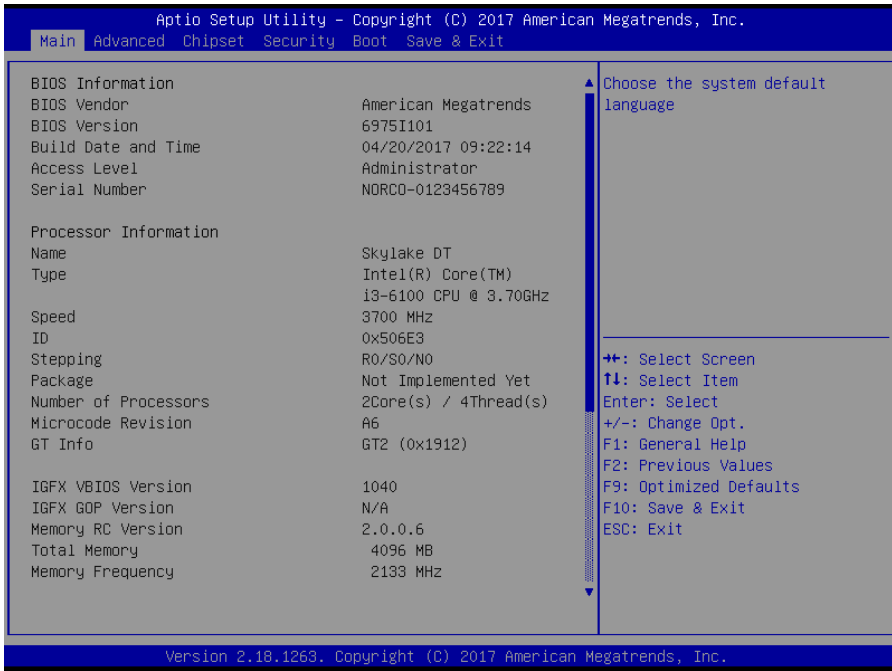 Aptio Setup Utility – Copyright (C) 2017 American Megatrends, Inc.
Main Advanced Chipset Security Boot Save & Exit
BIOS Information
BIOS Vendor American Megatrends
BIOS Version 6975I101
Build Date and Time 04/20/2017 09:22:14
Access Level Administrator
Serial Number NORCO-0123456789
Processor Information
Name Skylake DT
Type Intel(R) Core(TM)
i3-6100 CPU @ 3.70GHz
Speed 3700 MHz
ID 0x506E3
Stepping R0/S0/N0
Package Not Implemented Yet
Number of Processors 2Core(s) / 4Thread(s)
Microcode Revision A6
GT Info GT2 (0x1912)
IGFX VBIOS Version 1040
IGFX GOP Version N/A
Memory RC Version 2.0.0.6
Total Memory 4096 MB
Memory Frequency 2133 MHz
Choose the system default
language
→←: Select Screen
↑↓: Select Item
Enter: Select
+/-: Change Opt.
F1: General Help
F2: Previous Values
F9: Optimized Defaults
F10: Save & Exit
ESC: Exit
Version 2.18.1263. Copyright (C) 2017 American Megatrends, Inc.